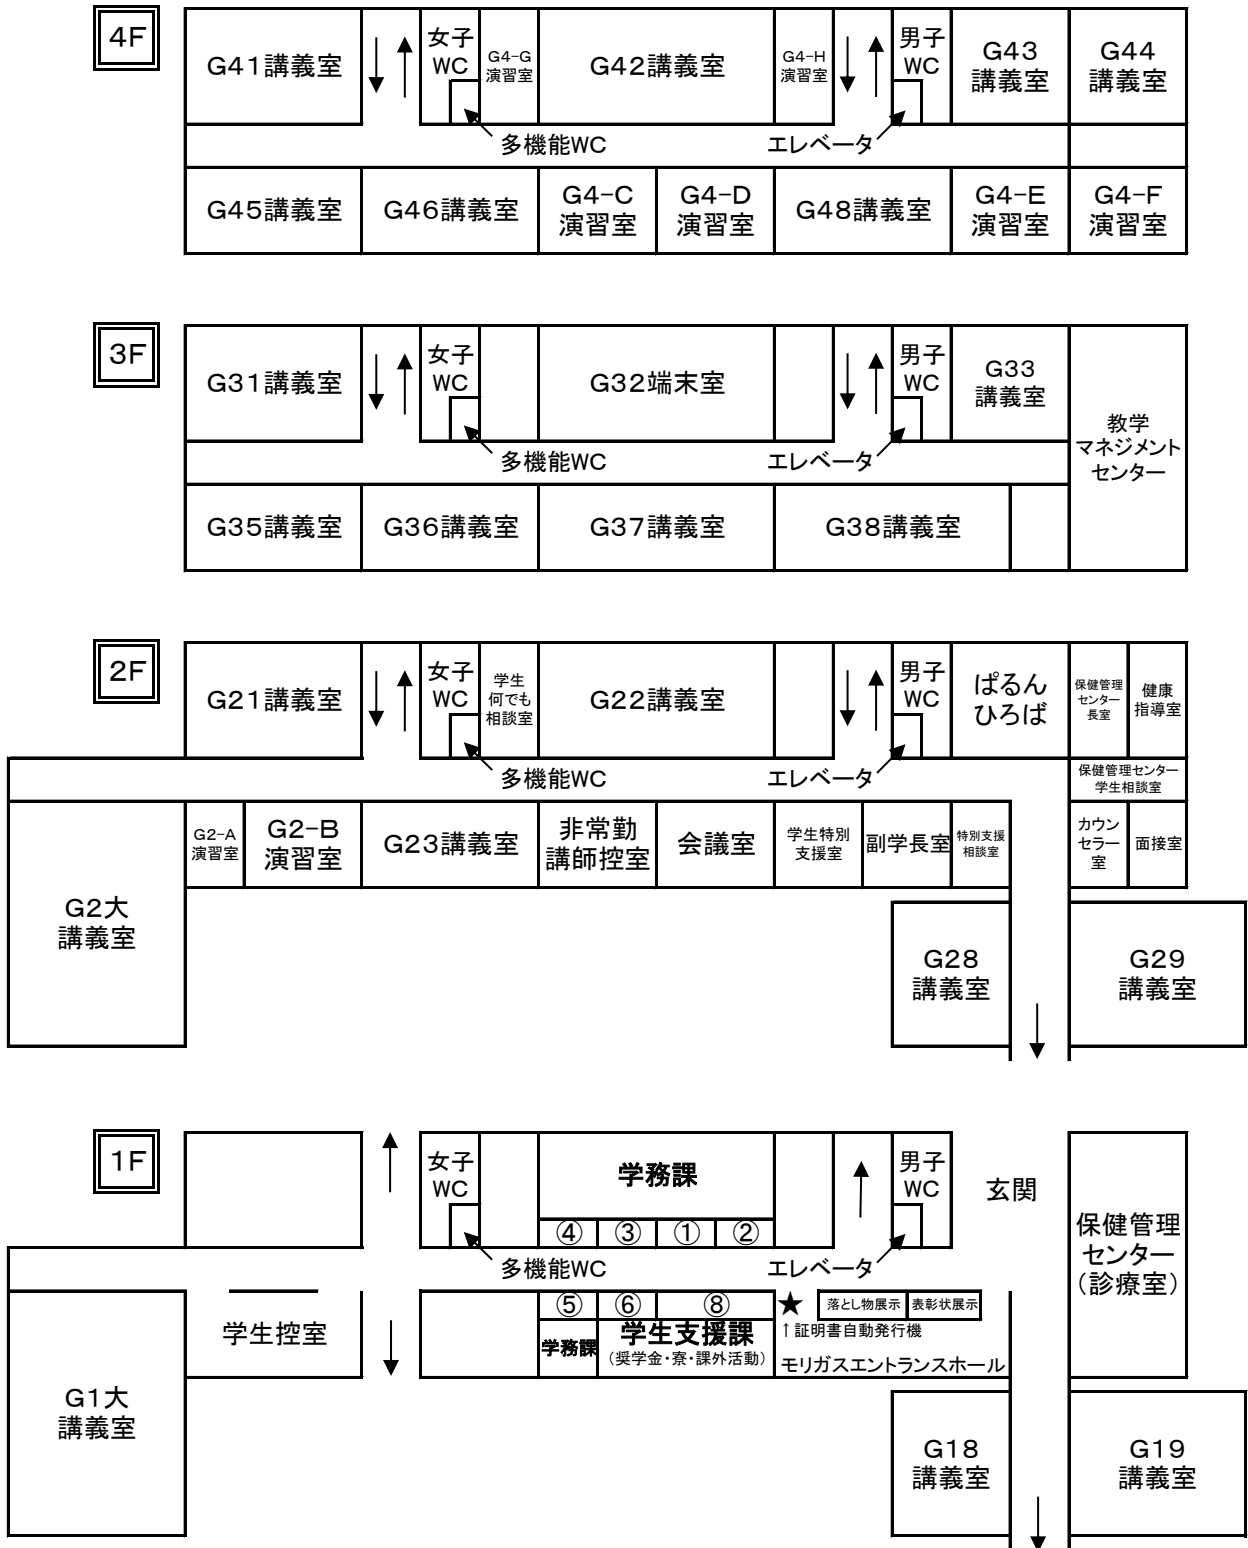 4F
G41講義室
女子
WC
G4-G
演習室
G42講義室
G4-H
演習室
男子
WC
G43
講義室
G44
講義室
多機能WC
エレベータ
G45講義室
G46講義室
G4-C
演習室
G4-D
演習室
G48講義室
G4-E
演習室
G4-F
演習室
3F
G31講義室
女子
WC
G32端末室
男子
WC
G33
講義室
教学
マネジメント
センター
多機能WC
エレベータ
G35講義室
G36講義室
G37講義室
G38講義室
2F
G21講義室
女子
WC
学生
何でも
相談室
G22講義室
男子
WC
ぱるん
ひろば
保健管理
センター
長室
健康
指導室
多機能WC
エレベータ
保健管理センター
学生相談室
G2大
講義室
G2-A
演習室
G2-B
演習室
G23講義室
非常勤
講師控室
会議室
学生特別
支援室
副学長室
特別支援
相談室
カウン
セラー
室
面接室
G28
講義室
G29
講義室
1F
女子
WC
学務課
④
③
①
②
男子
WC
玄関
保健管理
センター
（診療室）
多機能WC
エレベータ
G1大
講義室
学生控室
⑤
⑥
⑧
学務課
学生支援課
（奨学金・寮・課外活動）
★
落とし物展示
表彰状展示
↑証明書自動発行機
モリガスエントランスホール
G18
講義室
G19
講義室